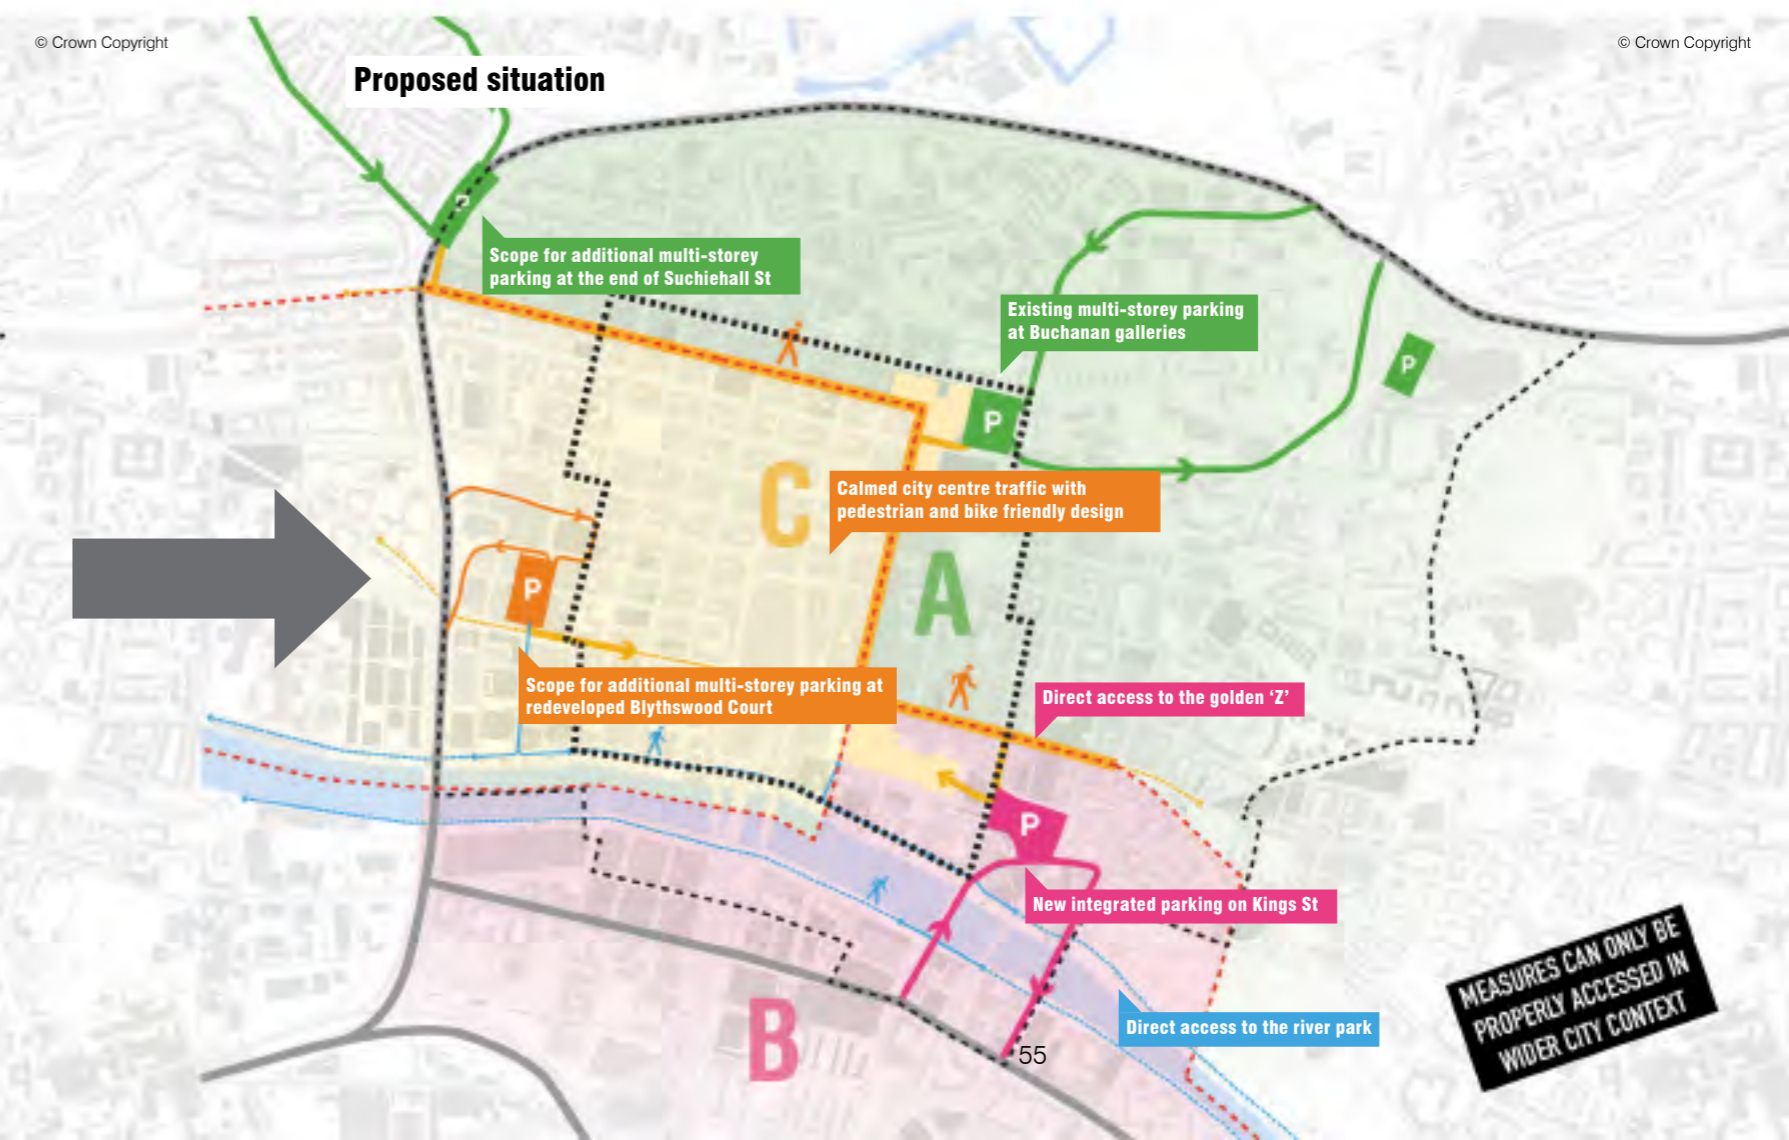 © Crown Copyright
© Crown Copyright
Proposed situation
P
Scope for additional multi-storey
parking at the end of Suchiehall St
Existing multi-storey parking
at Buchanan galleries
P
P
C
Calmed city centre traffic with
pedestrian and bike friendly design
A
P
Scope for additional multi-storey parking at
redeveloped Blythswood Court
Direct access to the golden ‘Z’
P
New integrated parking on Kings St
B
Direct access to the river park
55
MEASURES CAN ONLY BE
PROPERLY ACCESSED IN
WIDER CITY CONTEXT